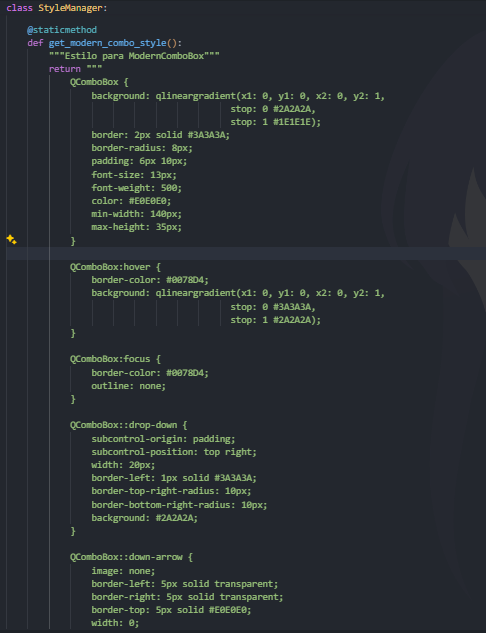 class StyleManager:
@staticmethod
def get_modern_combo_style():
"""Estilo para ModernComboBox"""
return """
QComboBox {
background: qlineargradient(x1: 0, y1: 0, x2: 0, y2: 1,
stop: 0 #2A2A2A,
stop: 1 #1E1E1E);
border: 2px solid #3A3A3A;
border-radius: 8px;
padding: 6px 10px;
font-size: 13px;
font-weight: 500;
color: #E0E0E0;
min-width: 140px;
max-height: 35px;
}
QComboBox:hover {
border-color: #0078D4;
background: qlineargradient(x1: 0, y1: 0, x2: 0, y2: 1,
stop: 0 #3A3A3A,
stop: 1 #2A2A2A);
}
QComboBox:focus {
border-color: #0078D4;
outline: none;
}
QComboBox::drop-down {
subcontrol-origin: padding;
subcontrol-position: top right;
width: 20px;
border-left: 1px solid #3A3A3A;
border-top-right-radius: 10px;
border-bottom-right-radius: 10px;
background: #2A2A2A;
}
QComboBox::down-arrow {
image: none;
border-left: 5px solid transparent;
border-right: 5px solid transparent;
border-top: 5px solid #E0E0E0;
width: 0;